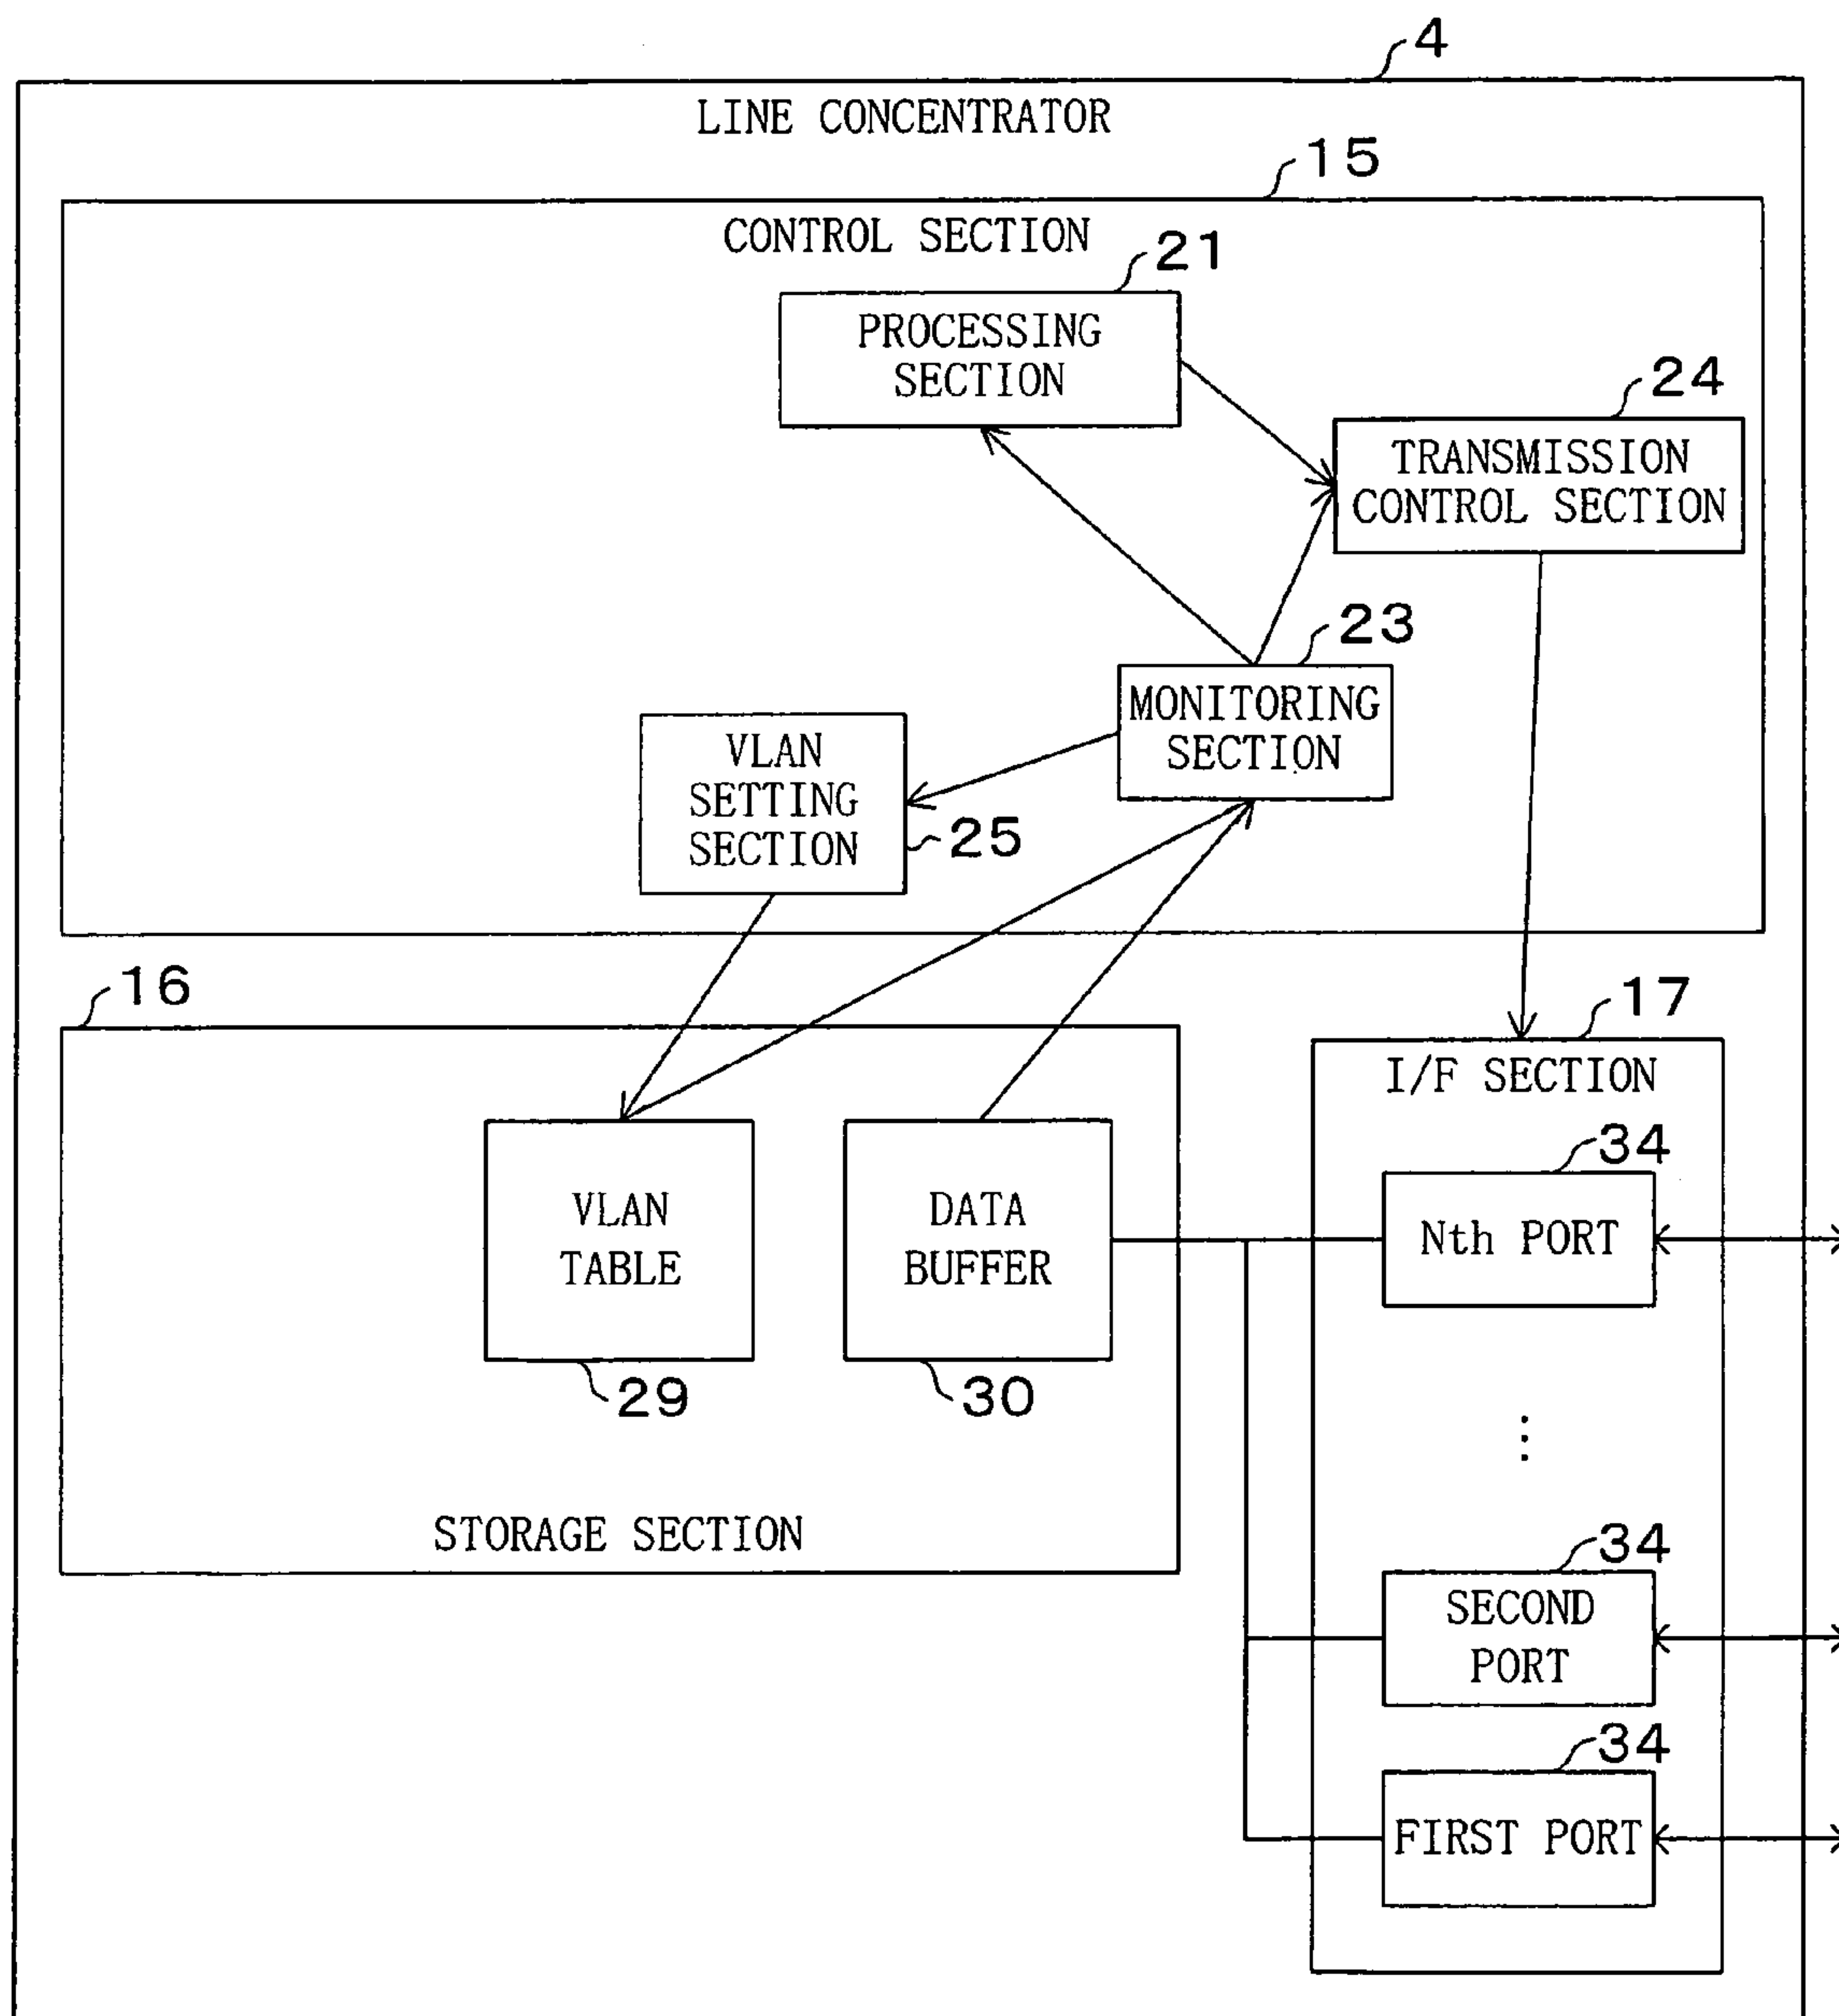 4
LINE CONCENTRATOR
15
CONTROL SECTION
21
PROCESSING
SECTION
24
TRANSMISSION
CONTROL SECTION
23
MONITORING
SECTION
VLAN
SETTING
SECTION
25
16
17
I/F SECTION
34
VLAN
TABLE
DATA
BUFFER
Nth PORT
29
30
⋮
STORAGE SECTION
34
SECOND
PORT
34
FIRST PORT